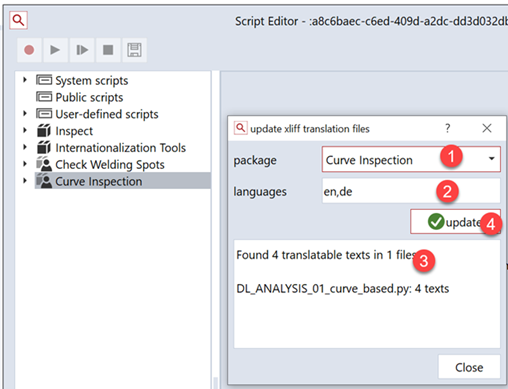 Script Editor - :a8c6baec-c6ed-409d-a2dc-dd3d032db
System scripts
Public scripts
User-defined scripts
Inspect
Internationalization Tools
Check Welding Spots
Curve Inspection
update xliff translation files
?
package
Curve Inspection
1
languages
en,de
2
update
4
Found 4 translatable texts in 1 files
3
DL_ANALYSIS_01_curve_based.py: 4 texts
Close